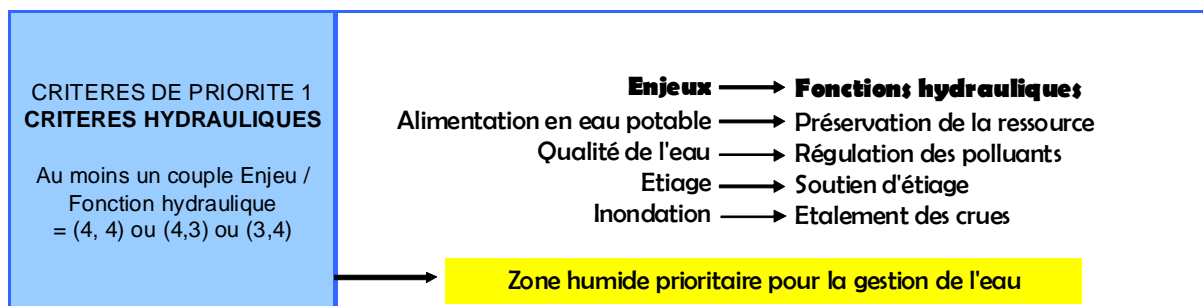 CRITERES DE PRIORITE 1
CRITERES HYDRAULIQUES
Au moins un couple Enjeu /
Fonction hydraulique
= (4, 4) ou (4,3) ou (3,4)
Enjeux Fonctions hydrauliques
Alimentation en eau potable Préservation de la ressource
Qualité de l'eau Régulation des polluants
Etiage Soutien d'étiage
Inondation Etalement des crues
Zone humide prioritaire pour la gestion de l'eau